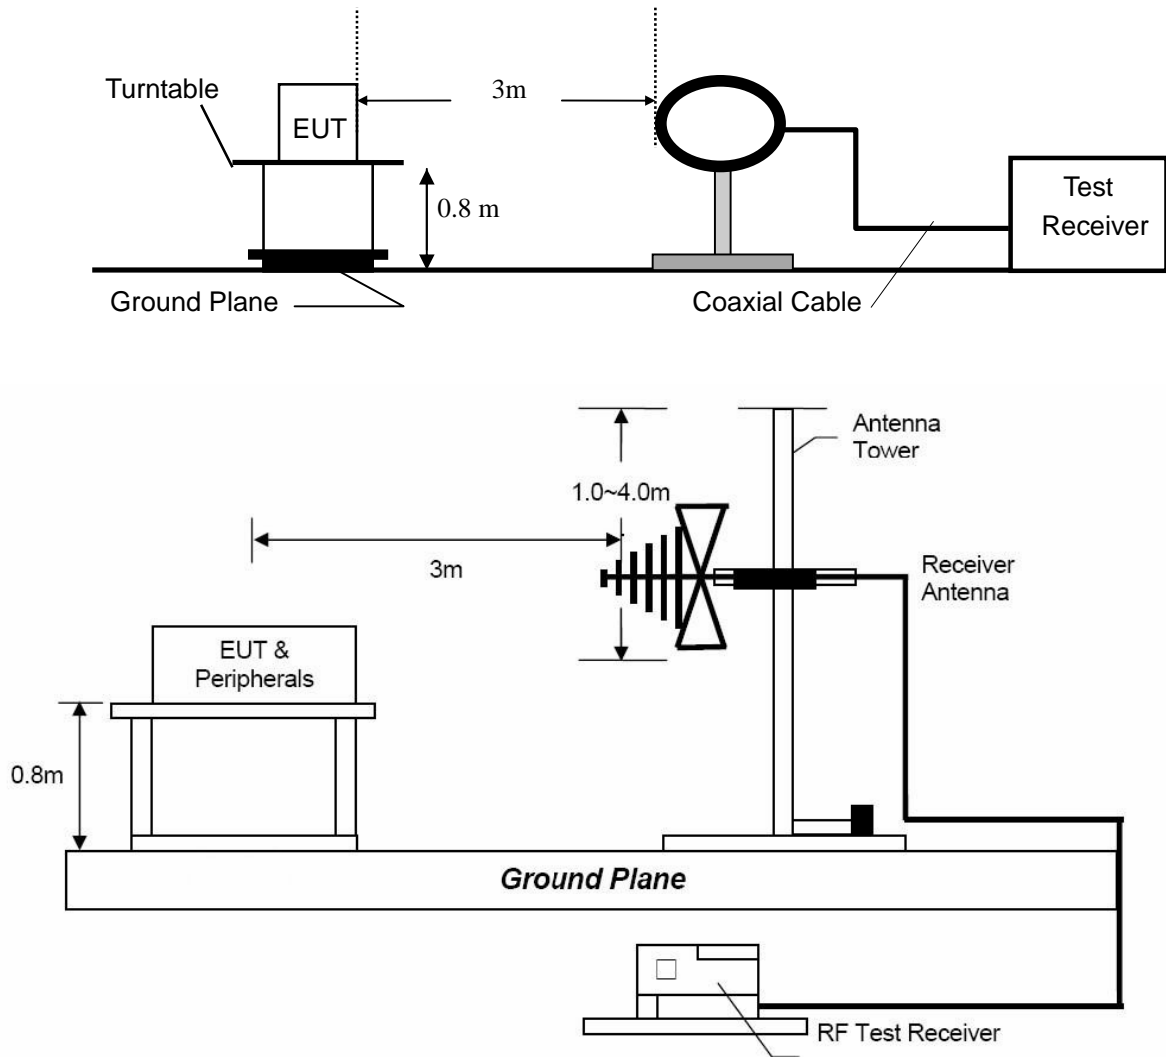 3m
Turntable
EUT
0.8 m
Test
Receiver
Ground Plane
Coaxial Cable
Antenna
Tower
1.0~4.0m
3m
Receiver
Antenna
EUT &
Peripherals
0.8m
Ground Plane
RF Test Receiver